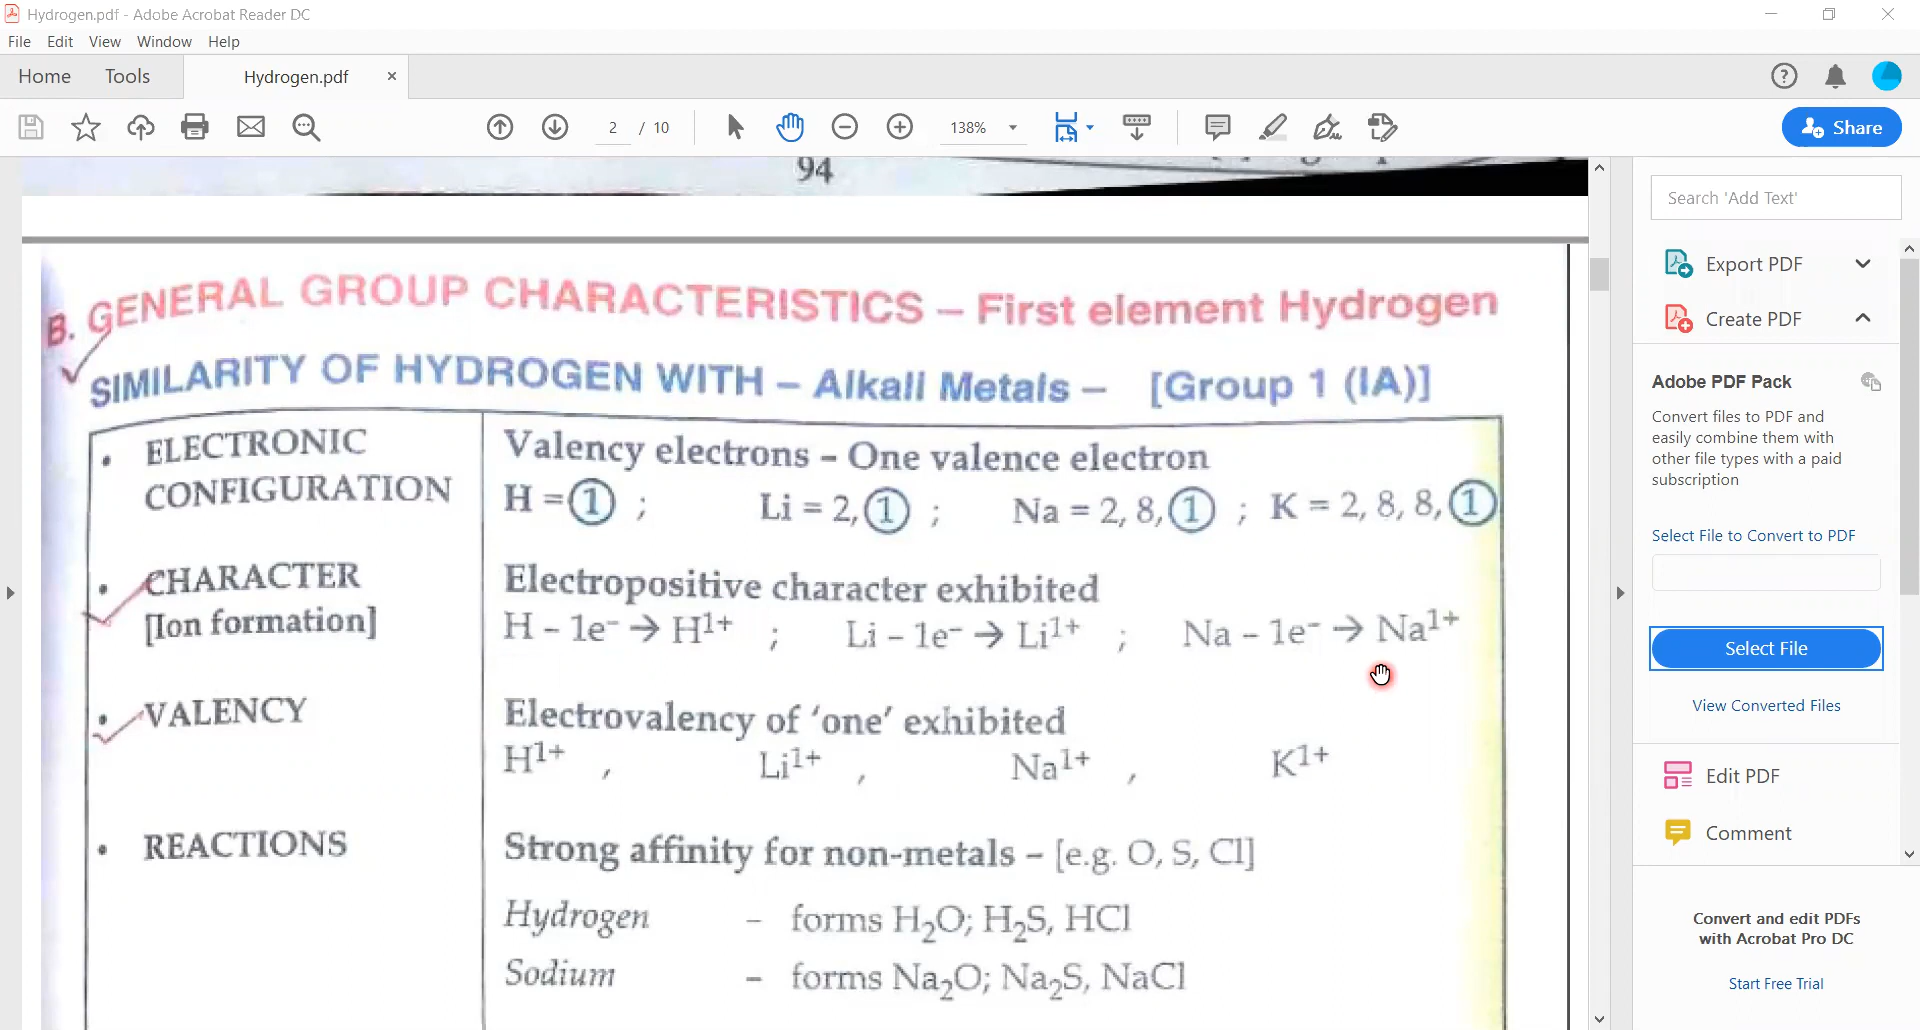 Hydrogen.pdf - Adobe Acrobat Reader DC
File Edit View Window Help
Home Tools Hydrogen.pdf
2 / 10 138%
Share
94
B. GENERAL GROUP CHARACTERISTICS – First element Hydrogen
SIMILARITY OF HYDROGEN WITH – Alkali Metals – [Group 1 (IA)]
• ELECTRONIC CONFIGURATION
Valency electrons – One valence electron
H = 1 ; Li = 2, 1 ; Na = 2, 8, 1 ; K = 2, 8, 8, 1
• CHARACTER
[Ion formation]
Electropositive character exhibited
H – 1e⁻ → H¹⁺ ; Li – 1e⁻ → Li¹⁺ ; Na – 1e⁻ → Na¹⁺
• VALENCY
Electrovalency of ‘one’ exhibited
H¹⁺ , Li¹⁺ , Na¹⁺ , K¹⁺
• REACTIONS
Strong affinity for non-metals – [e.g. O, S, Cl]
Hydrogen – forms H₂O; H₂S, HCl
Sodium – forms Na₂O; Na₂S, NaCl
Search 'Add Text'
Export PDF
Create PDF
Adobe PDF Pack
Convert files to PDF and
easily combine them with
other file types with a paid
subscription
Select File to Convert to PDF
Select File
View Converted Files
Edit PDF
Comment
Convert and edit PDFs
with Acrobat Pro DC
Start Free Trial